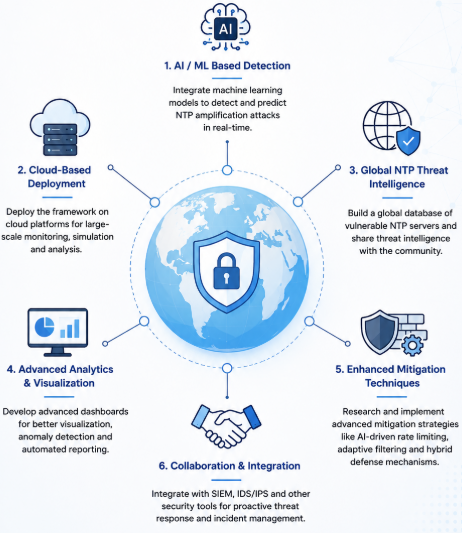 AI
1. AI / ML Based Detection
Integrate machine learning
models to detect and predict
NTP amplification attacks
in real-time.
2. Cloud-Based
Deployment
Deploy the framework on
cloud platforms for large-
scale monitoring, simulation
and analysis.
3. Global NTP Threat
Intelligence
Build a global database of
vulnerable NTP servers and
share threat intelligence
with the community.
4. Advanced Analytics
& Visualization
Develop advanced dashboards
for better visualization,
anomaly detection and
automated reporting.
5. Enhanced Mitigation
Techniques
Research and implement
advanced mitigation strategies
like AI-driven rate limiting,
adaptive filtering and hybrid
defense mechanisms.
6. Collaboration & Integration
Integrate with SIEM, IDS/IPS and other
security tools for proactive threat
response and incident management.